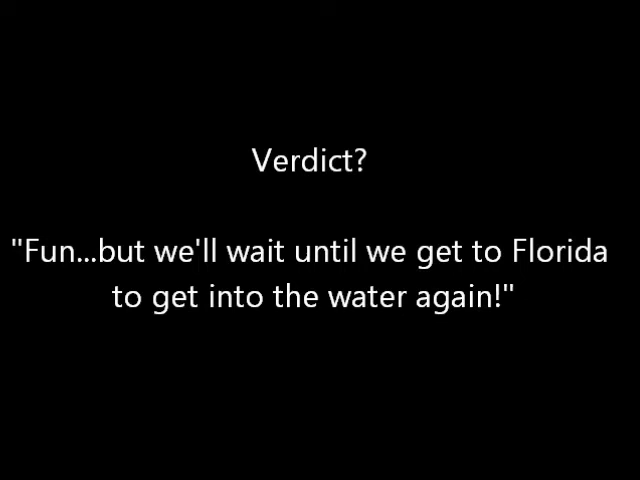 Verdict?
"Fun...but we'll wait until we get to Florida
to get into the water again!"